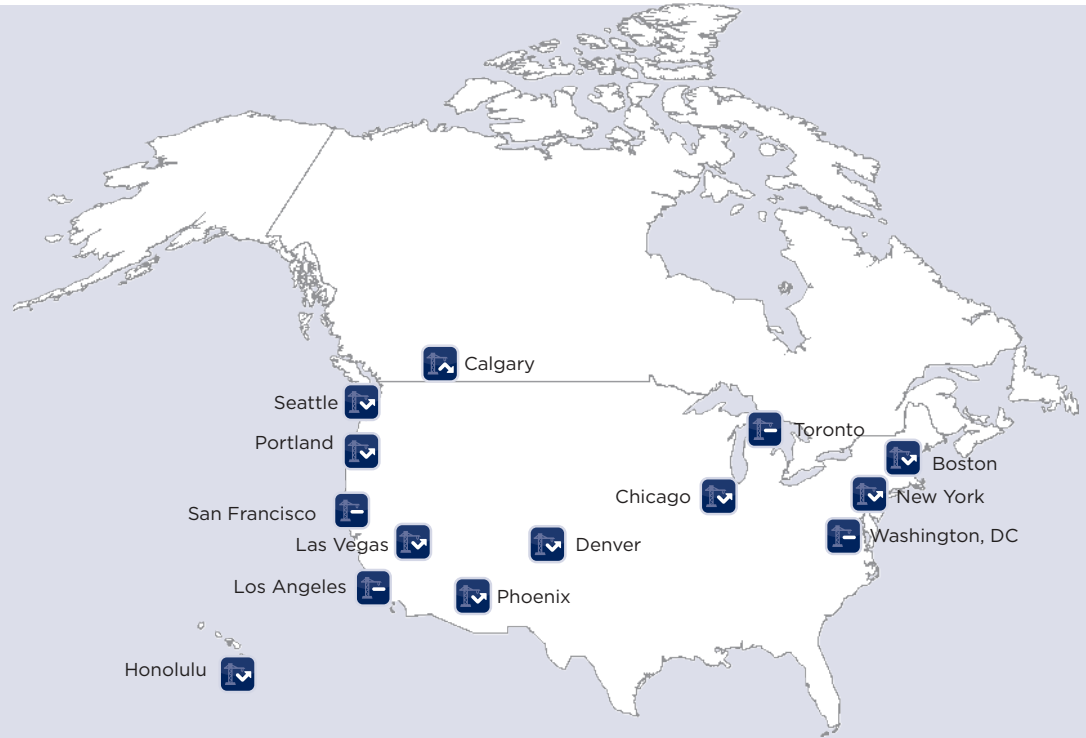 Calgary
Seattle
Toronto
Portland
Boston
Chicago
New York
San Francisco
Washington, DC
Las Vegas
Denver
Los Angeles
Phoenix
Honolulu